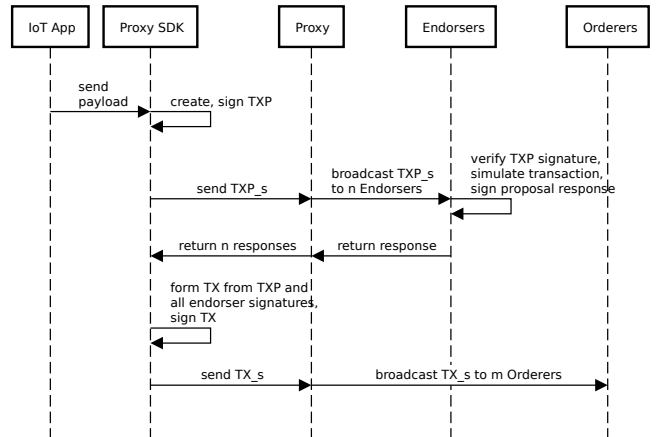 IoT App
Proxy SDK
Proxy
Endorsers
Orderers
send
payload
create, sign TXP
verify TXP signature,
simulate transaction,
sign proposal response
broadcast TXP_s
to n Endorsers
send TXP_s
return n responses
return response
form TX from TXP and
all endorser signatures,
sign TX
send TX_s
broadcast TX_s to m Orderers